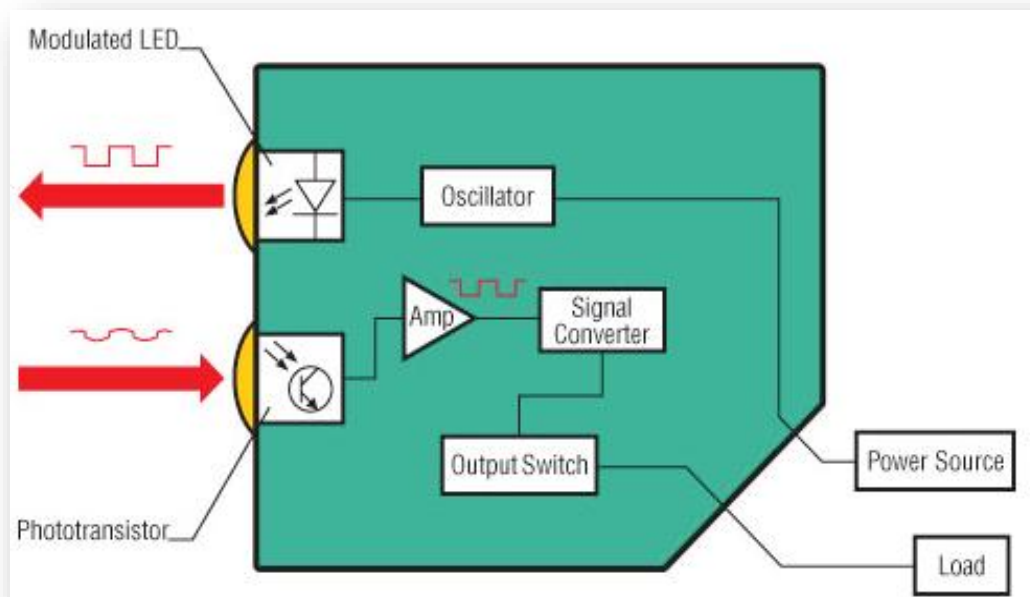 Modulated LED
Oscillator
Amp
Signal
Converter
Output Switch
Power Source
Phototransistor
Load